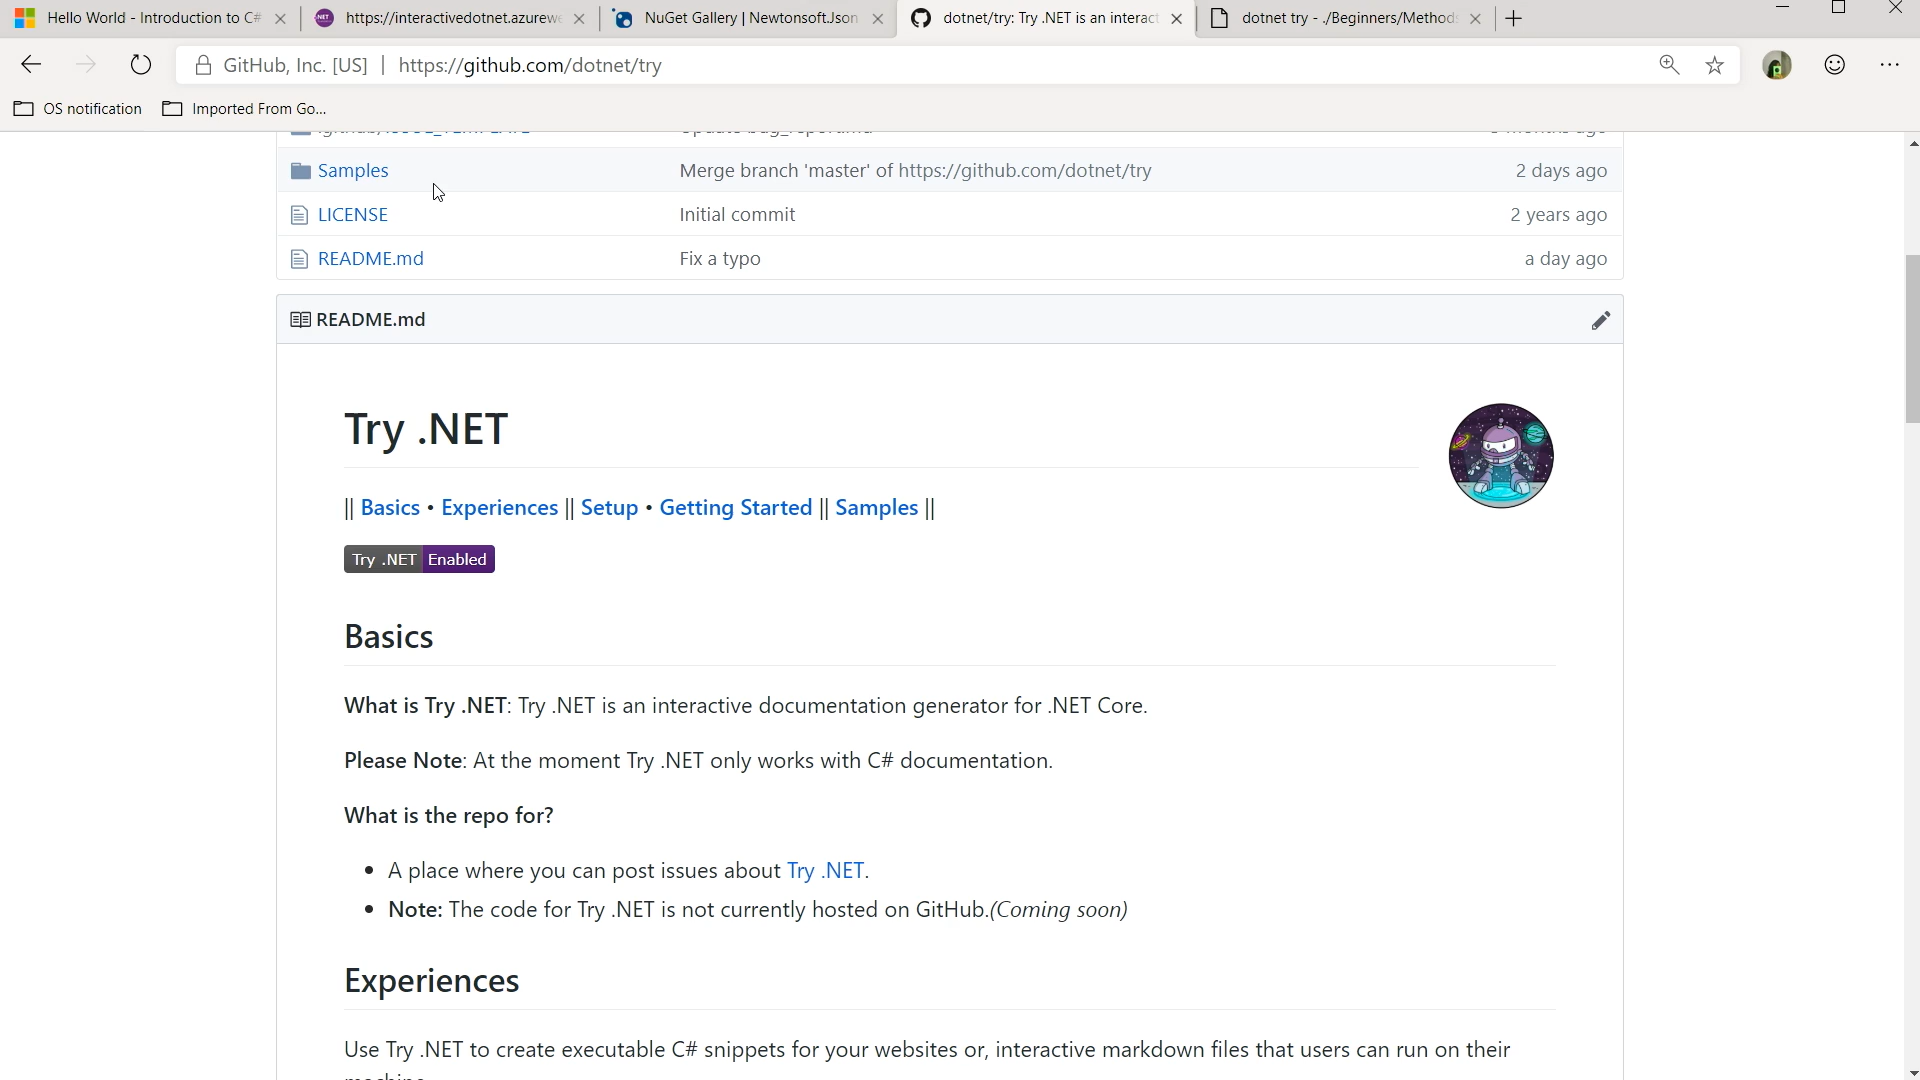 Hello World - Introduction to C#
https://interactivedotnet.azurewe
NuGet Gallery | Newtonsoft.Json
dotnet/try: Try .NET is an interact
dotnet try - ./Beginners/Methods
GitHub, Inc. [US] | https://github.com/dotnet/try
OS notification
Imported From Go...
Samples Merge branch 'master' of https://github.com/dotnet/try 2 days ago
LICENSE Initial commit 2 years ago
README.md Fix a typo a day ago
README.md
Try .NET
|| Basics • Experiences || Setup • Getting Started || Samples ||
Try .NET Enabled
Basics
What is Try .NET: Try .NET is an interactive documentation generator for .NET Core.
Please Note: At the moment Try .NET only works with C# documentation.
What is the repo for?
• A place where you can post issues about Try .NET.
• Note: The code for Try .NET is not currently hosted on GitHub.(Coming soon)
Experiences
Use Try .NET to create executable C# snippets for your websites or, interactive markdown files that users can run on their